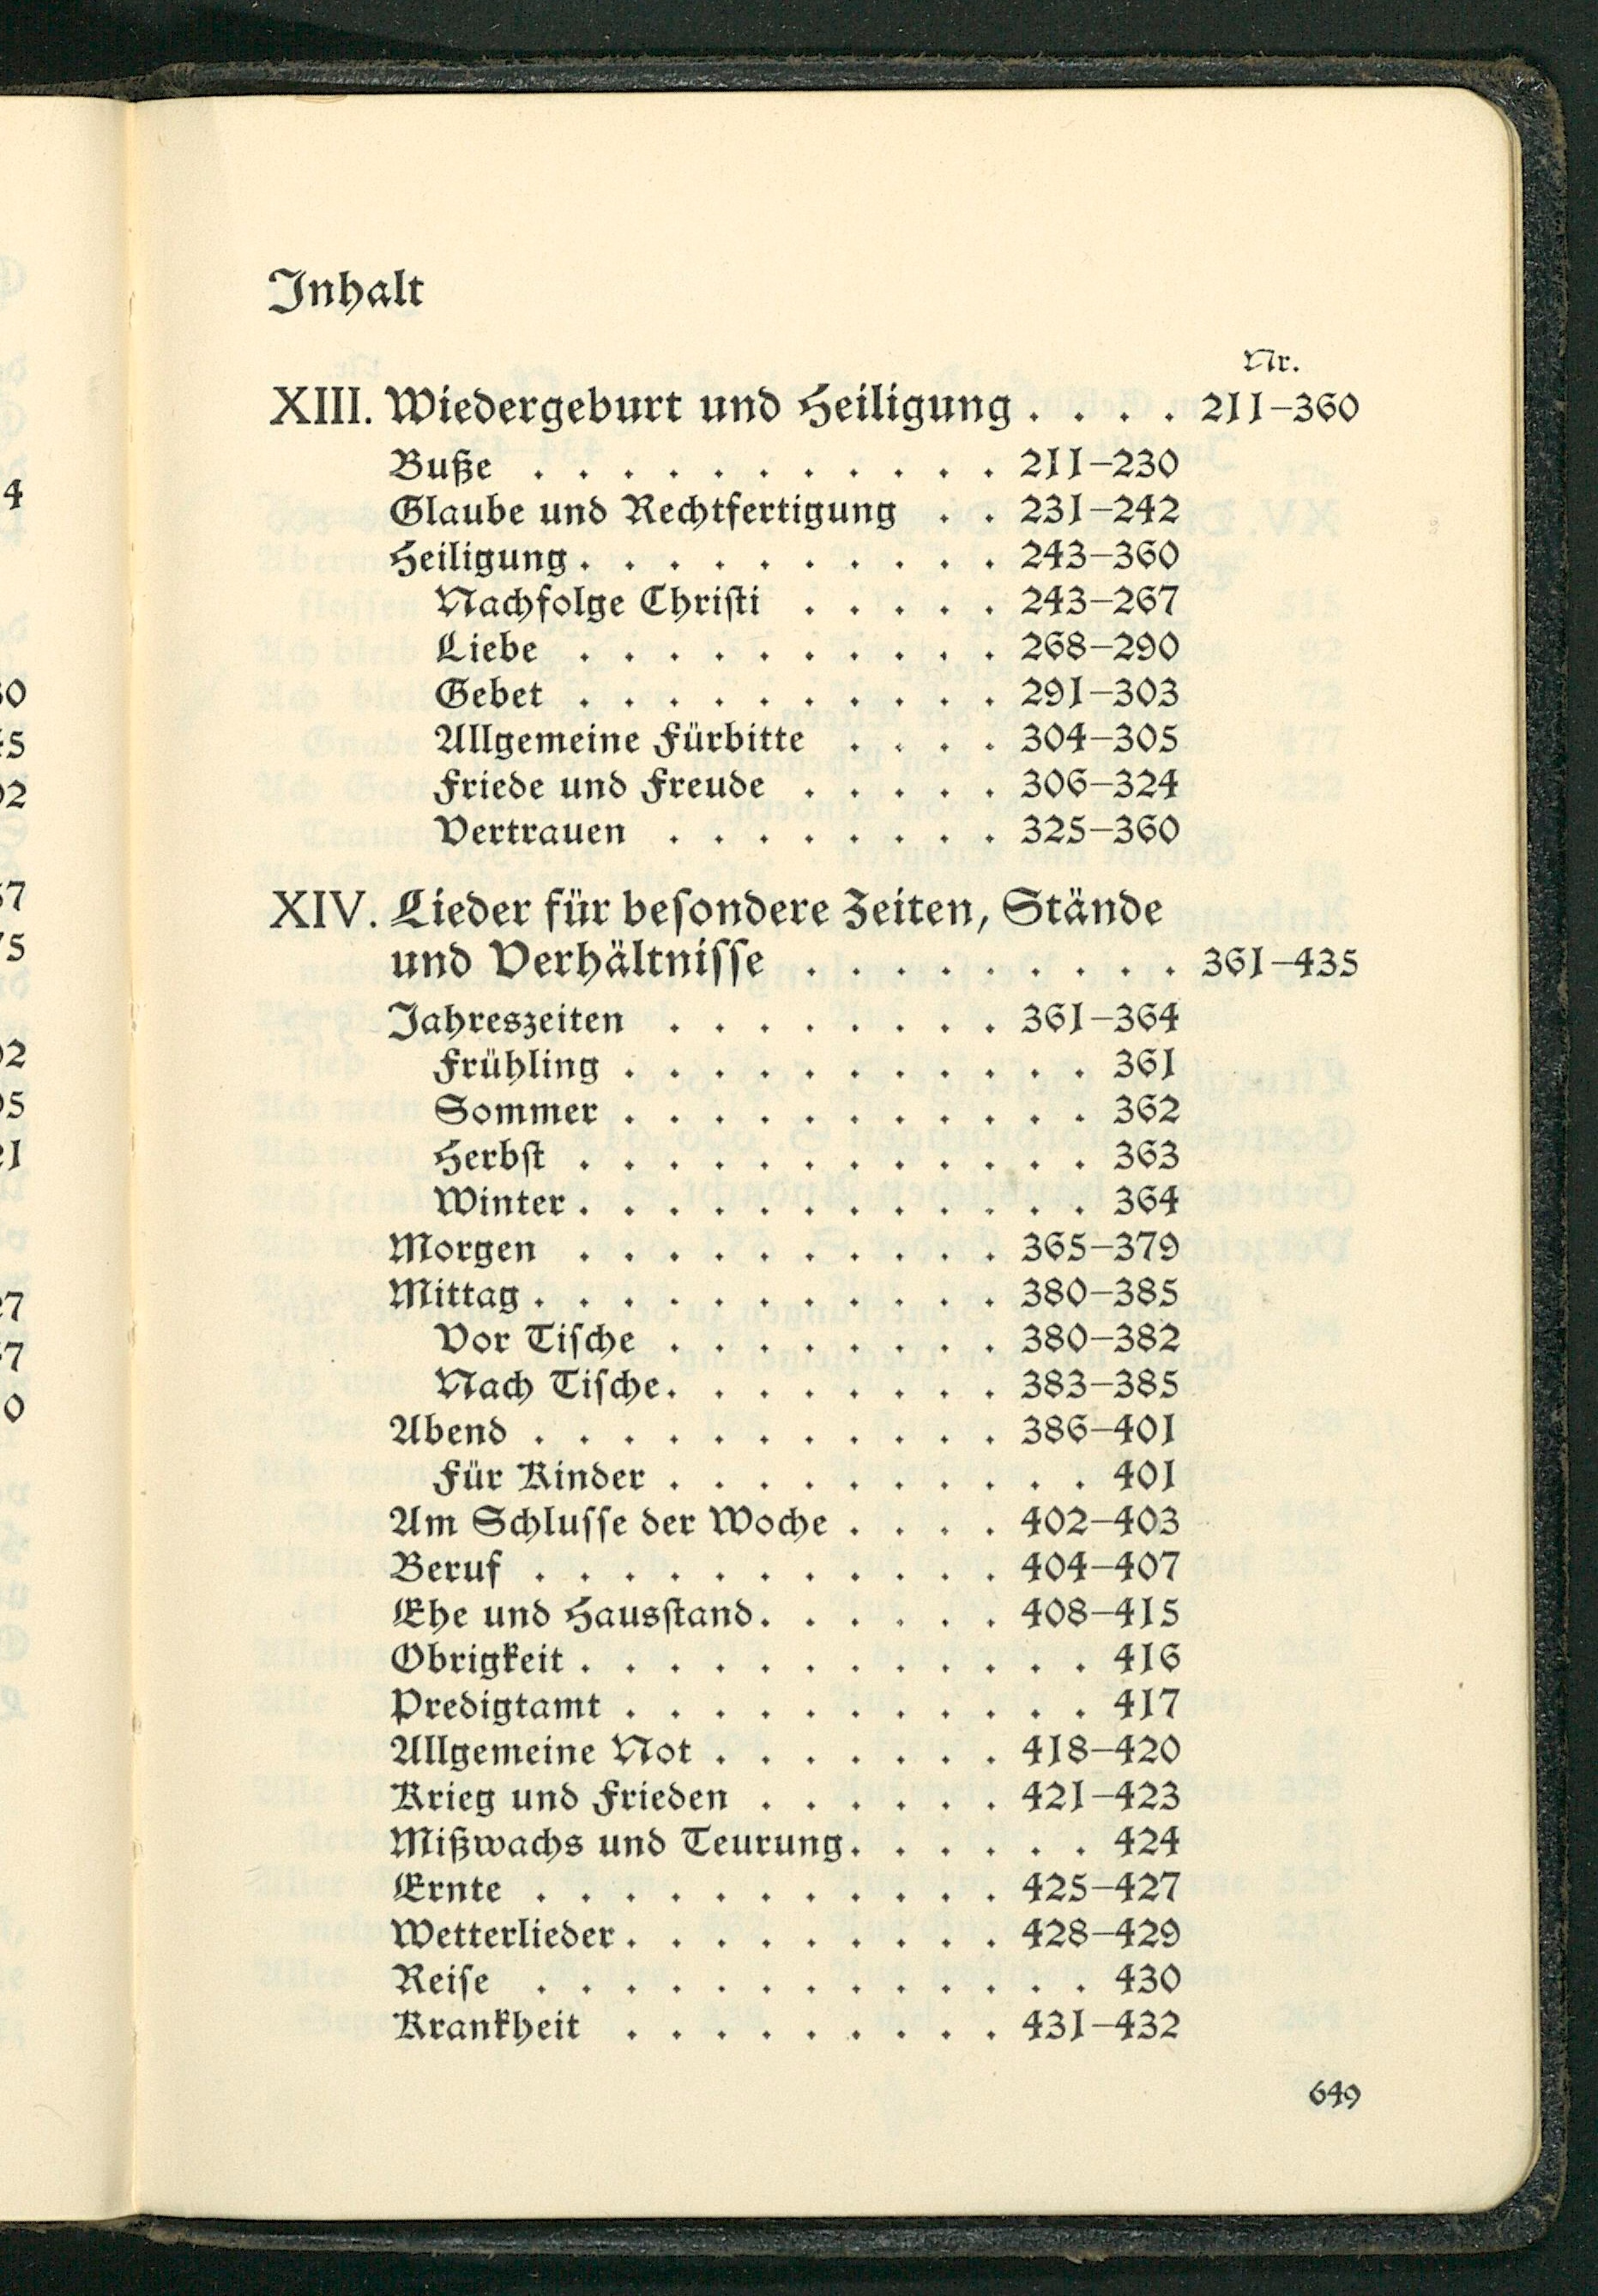 Inhalt
Nr.
XIII. Wiedergeburt und Heiligung . . . . 211–360
Buße . . . . . . . . . . . 211–230
Glaube und Rechtfertigung . . 231–242
Heiligung . . . . . . . . . . 243–360
Nachfolge Chriſti . . . . . 243–267
Liebe . . . . . . . . . . 268–290
Gebet . . . . . . . . . . 291–303
Allgemeine Fürbitte . . . . 304–305
Friede und Freude . . . . . 306–324
Vertrauen . . . . . . . . 325–360
XIV. Lieder für beſondere Zeiten, Stände
und Verhältniſſe . . . . . . . . . 361–435
Jahreszeiten . . . . . . . . 361–364
Frühling . . . . . . . . . . . 361
Sommer . . . . . . . . . . . 362
Herbſt . . . . . . . . . . . . 363
Winter . . . . . . . . . . . . 364
Morgen . . . . . . . . . . 365–379
Mittag . . . . . . . . . . . 380–385
Vor Tiſche . . . . . . . . 380–382
Nach Tiſche . . . . . . . . 383–385
Abend . . . . . . . . . . . 386–401
Für Kinder . . . . . . . . . . 401
Am Schluſſe der Woche . . . . 402–403
Beruf . . . . . . . . . . . 404–407
Ehe und Hausſtand . . . . . . 408–415
Obrigkeit . . . . . . . . . . . . 416
Predigtamt . . . . . . . . . . . 417
Allgemeine Not . . . . . . . 418–420
Krieg und Frieden . . . . . . 421–423
Mißwachs und Teurung . . . . . . 424
Ernte . . . . . . . . . . . 425–427
Wetterlieder . . . . . . . . . 428–429
Reiſe . . . . . . . . . . . . . 430
Krankheit . . . . . . . . . 431–432
649